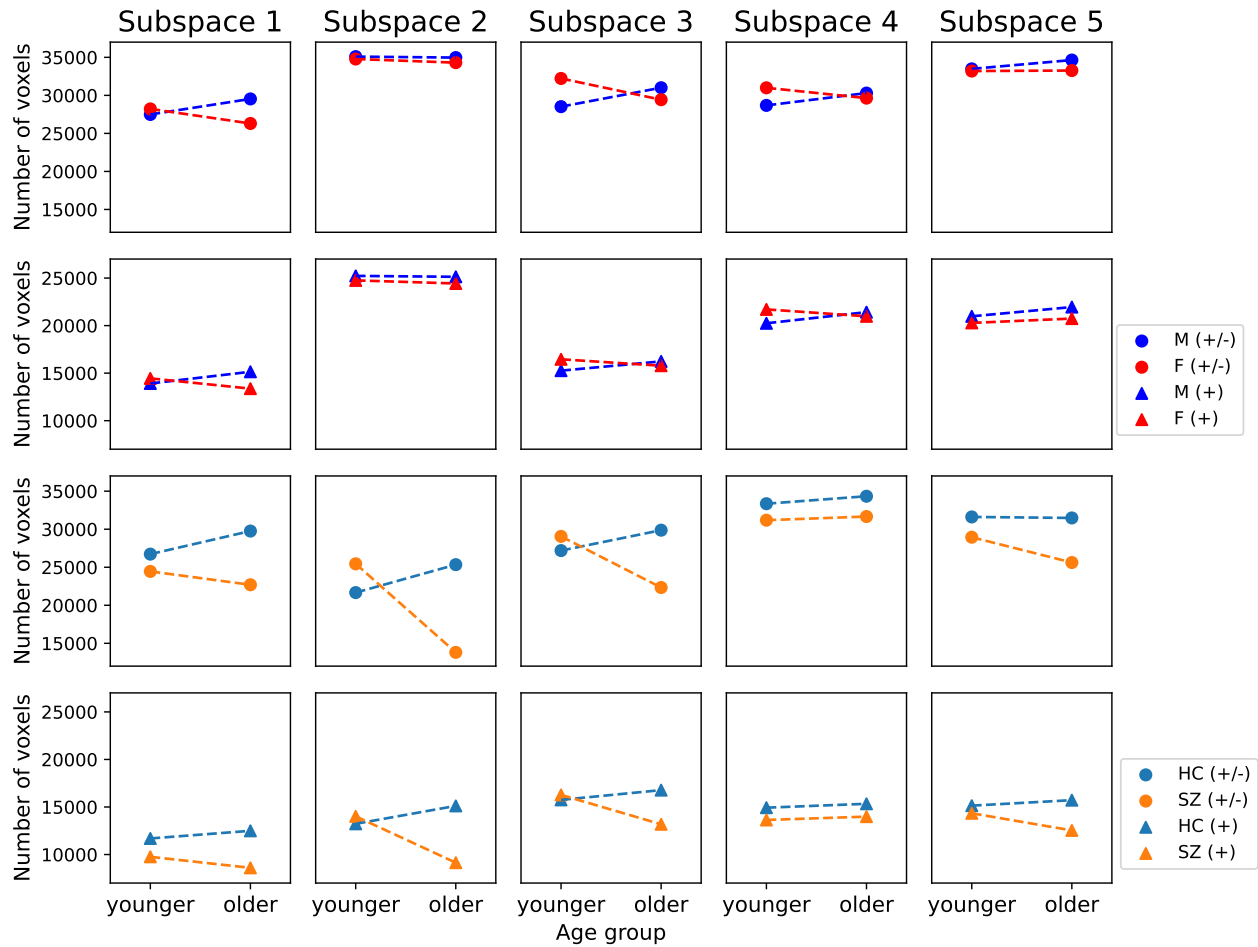 Subspace 1 Subspace 2 Subspace 3 Subspace 4 Subspace 5
Number of voxels
35000
30000
25000
20000
15000
Number of voxels
25000
20000
15000
10000
M (+/-)
F (+/-)
M (+)
F (+)
Number of voxels
35000
30000
25000
20000
15000
Number of voxels
25000
20000
15000
10000
HC (+/-)
SZ (+/-)
HC (+)
SZ (+)
younger older younger older younger older younger older younger older
Age group